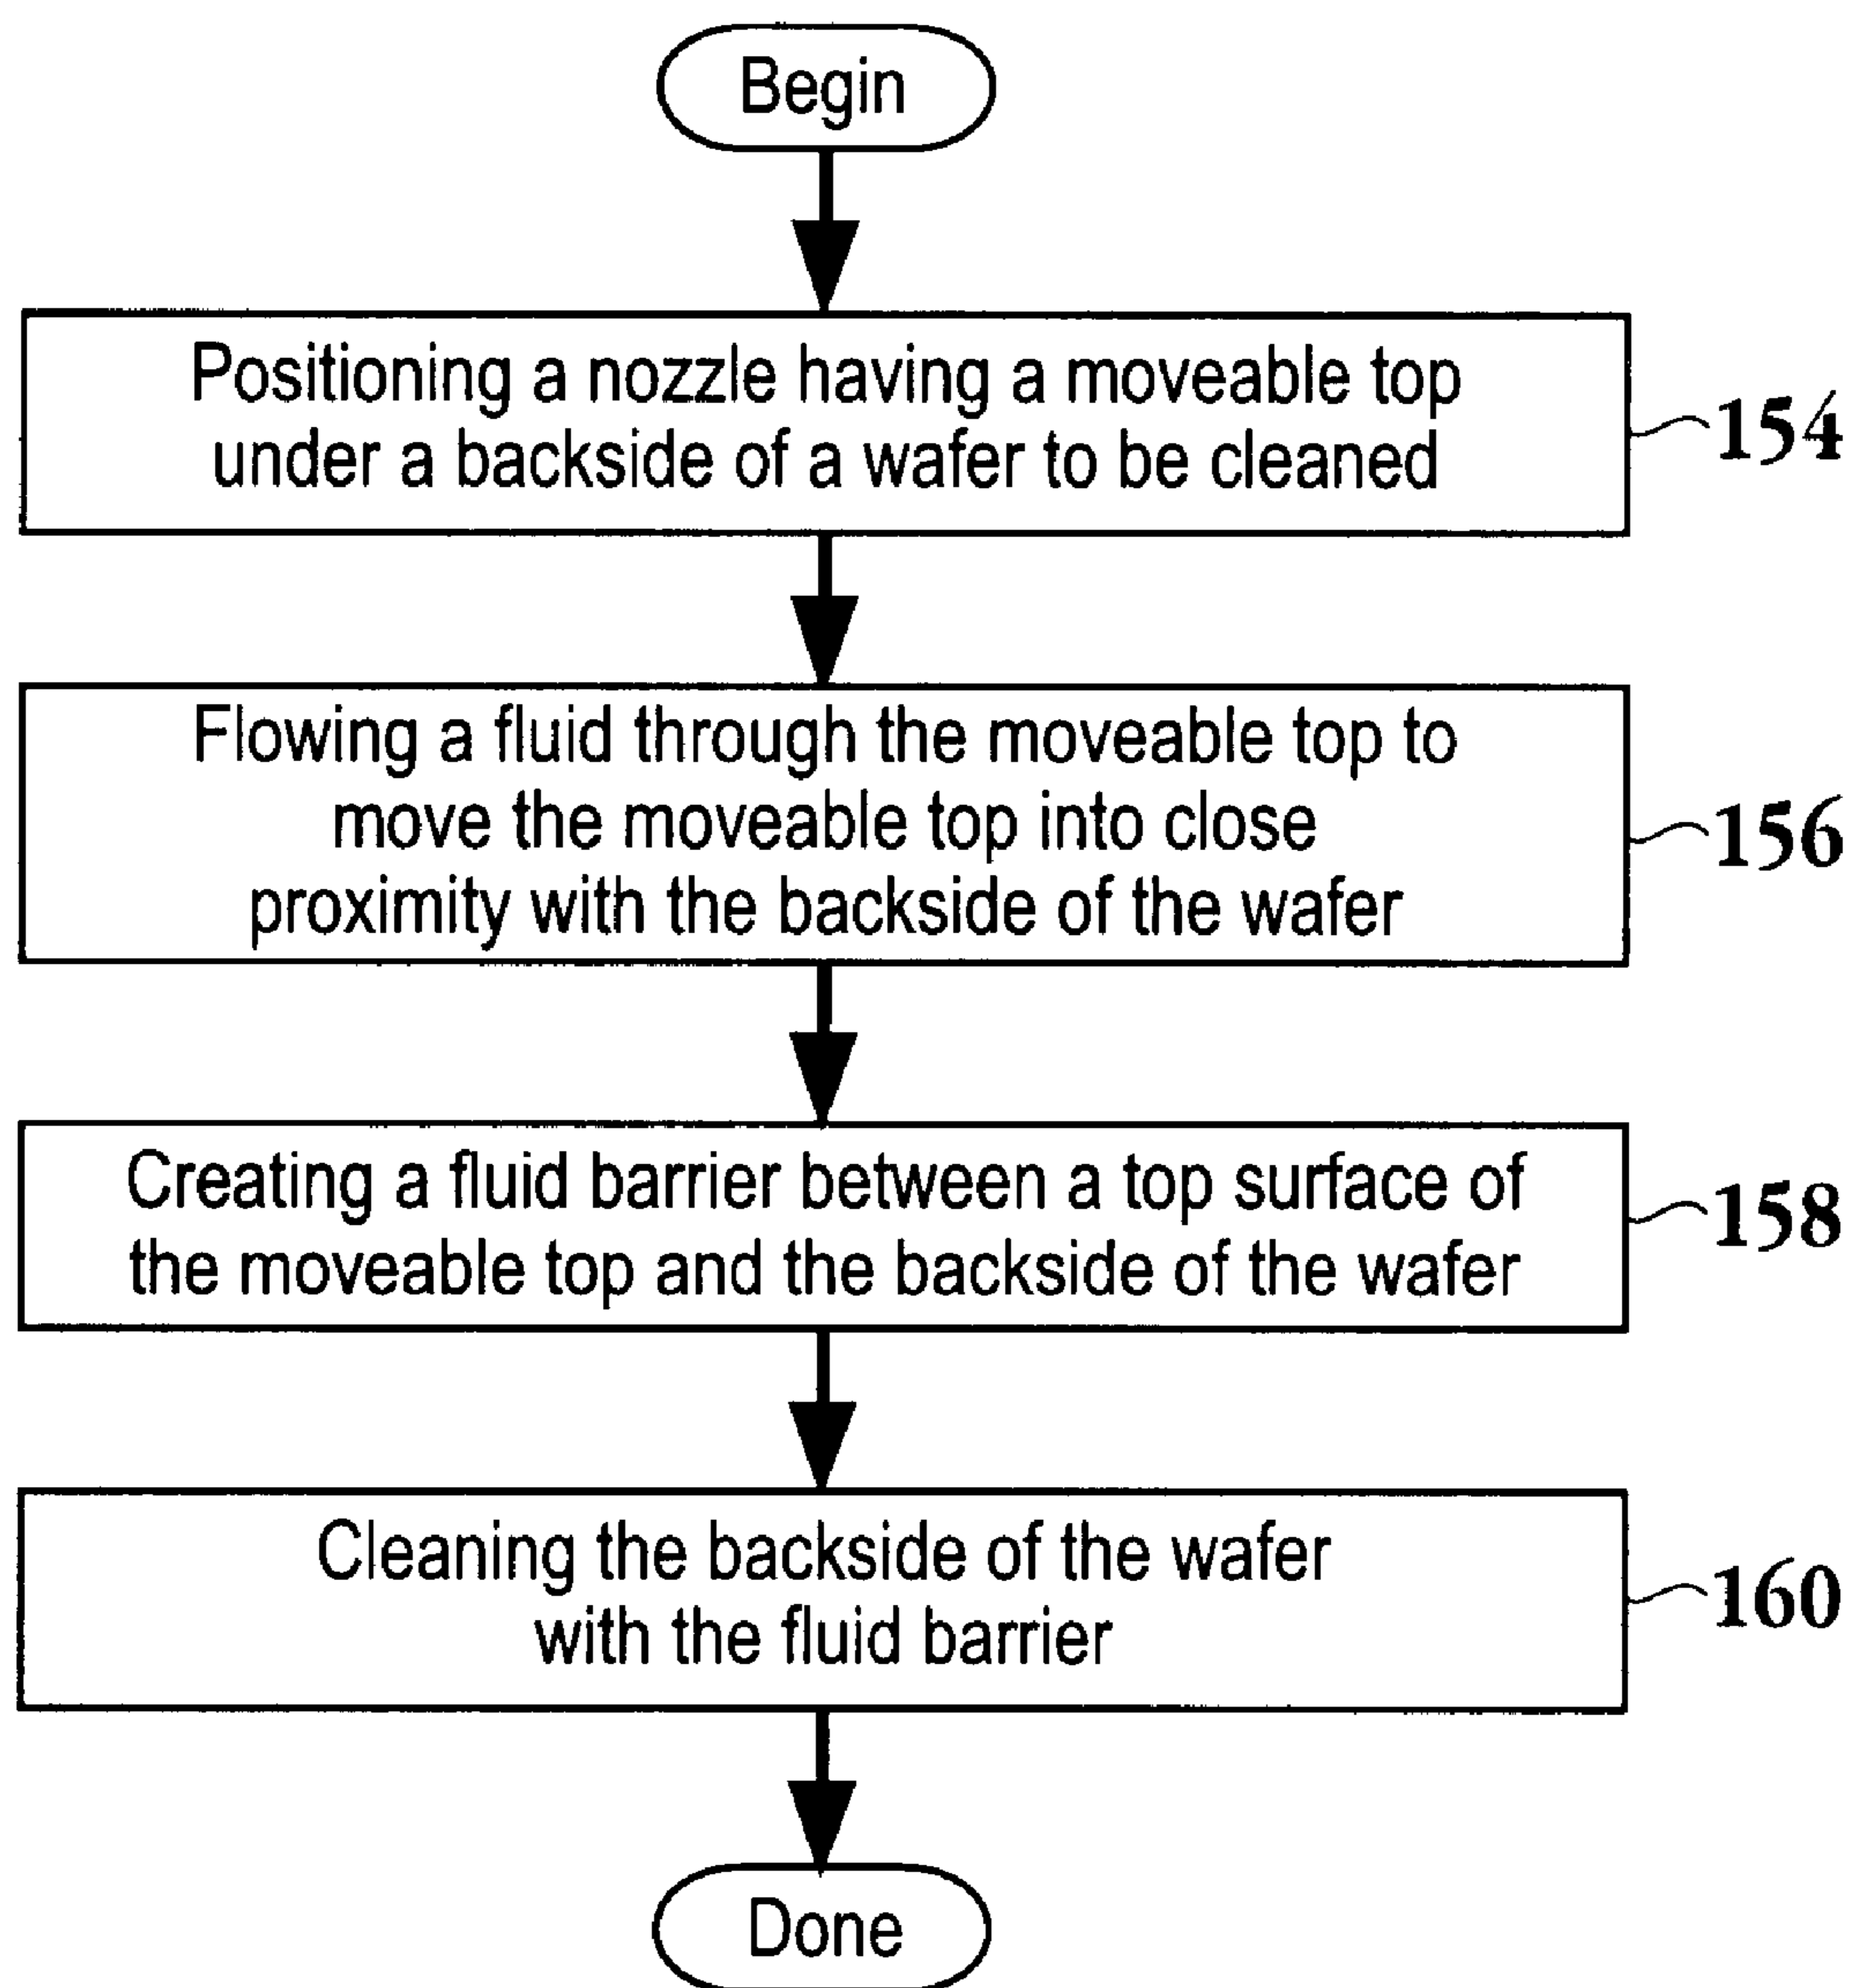 Begin
Positioning a nozzle having a moveable top
under a backside of a wafer to be cleaned
154
Flowing a fluid through the moveable top to
move the moveable top into close
proximity with the backside of the wafer
156
Creating a fluid barrier between a top surface of
the moveable top and the backside of the wafer
158
Cleaning the backside of the wafer
with the fluid barrier
160
Done